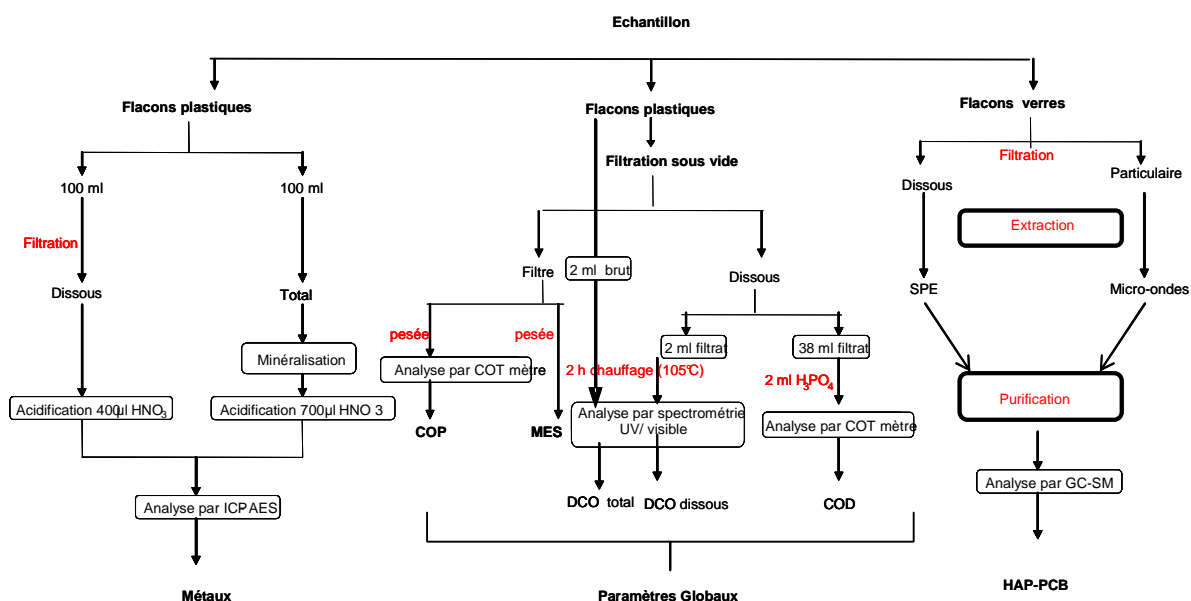 Echantillon
Flacons plastiques
Flacons plastiques
Flacons verres
Filtration sous vide
Filtration
100 ml
100 ml
Dissous
Particulaire
Filtration
Extraction
Filtre
2 ml brut
Dissous
Dissous
Total
SPE
Micro-ondes
pesée
pesée
2 ml filtrat
38 ml filtrat
Minéralisation
Analyse par COT mètre
2 h chauffage (105°C)
2 ml H3PO4
Acidification 400µl HNO3
Acidification 700µl HNO 3
Purification
COP
MES
Analyse par spectrométrie
UV/ visible
Analyse par COT mètre
Analyse par GC-SM
Analyse par ICPAES
DCO total
DCO dissous
COD
Métaux
Paramètres Globaux
HAP-PCB